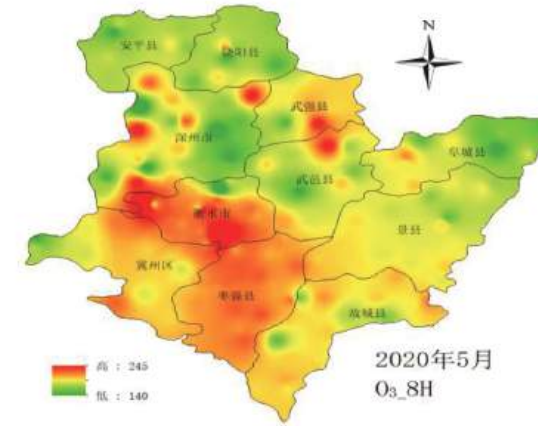 N
安平县
饶阳县
武强县
深州市
阜城县
武邑县
衡水市
景县
冀州区
枣强县
故城县
高 : 245
低 : 140
2020年5月
O₃_8H